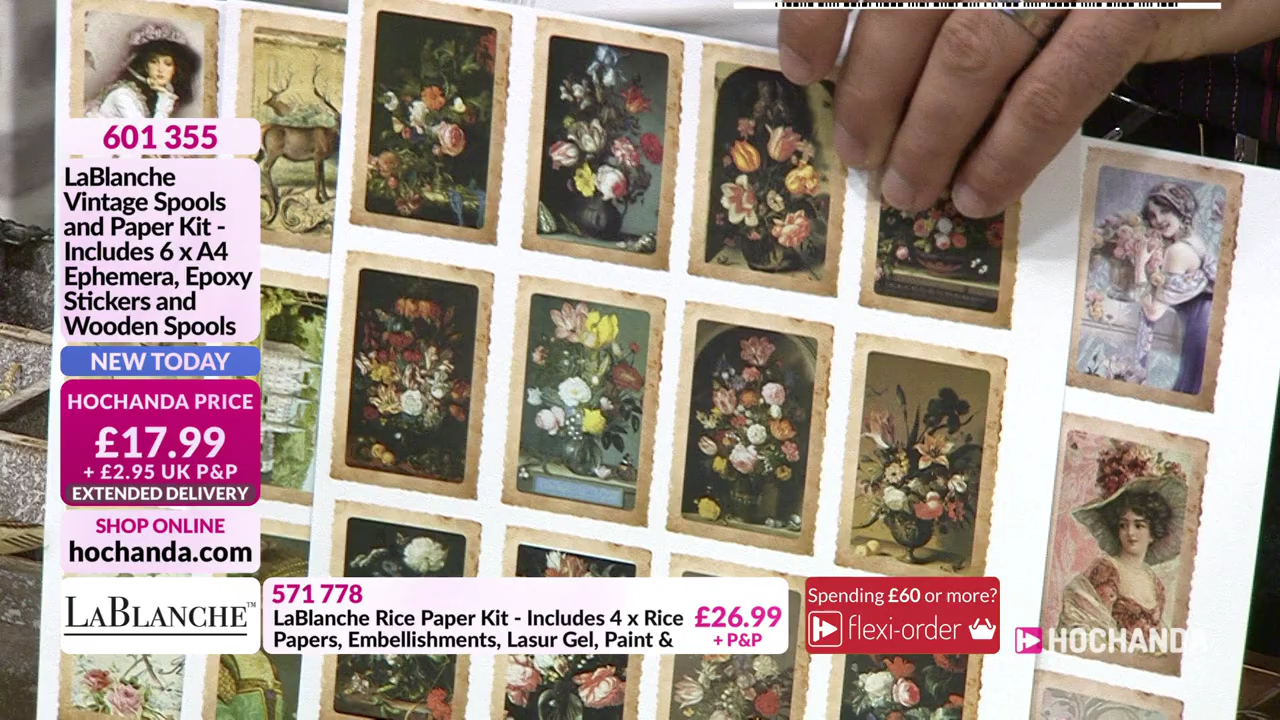 601 355
LaBlanche
Vintage Spools
and Paper Kit -
Includes 6 x A4
Ephemera, Epoxy
Stickers and
Wooden Spools
NEW TODAY
HOCHANDA PRICE
£17.99
+ £2.95 UK P&P
EXTENDED DELIVERY
SHOP ONLINE
hochanda.com
LABLANCHE™
571 778
LaBlanche Rice Paper Kit - Includes 4 x Rice
Papers, Embellishments, Lasur Gel, Paint &
£26.99
+ P&P
Spending £60 or more?
flexi-order
HOCHANDA